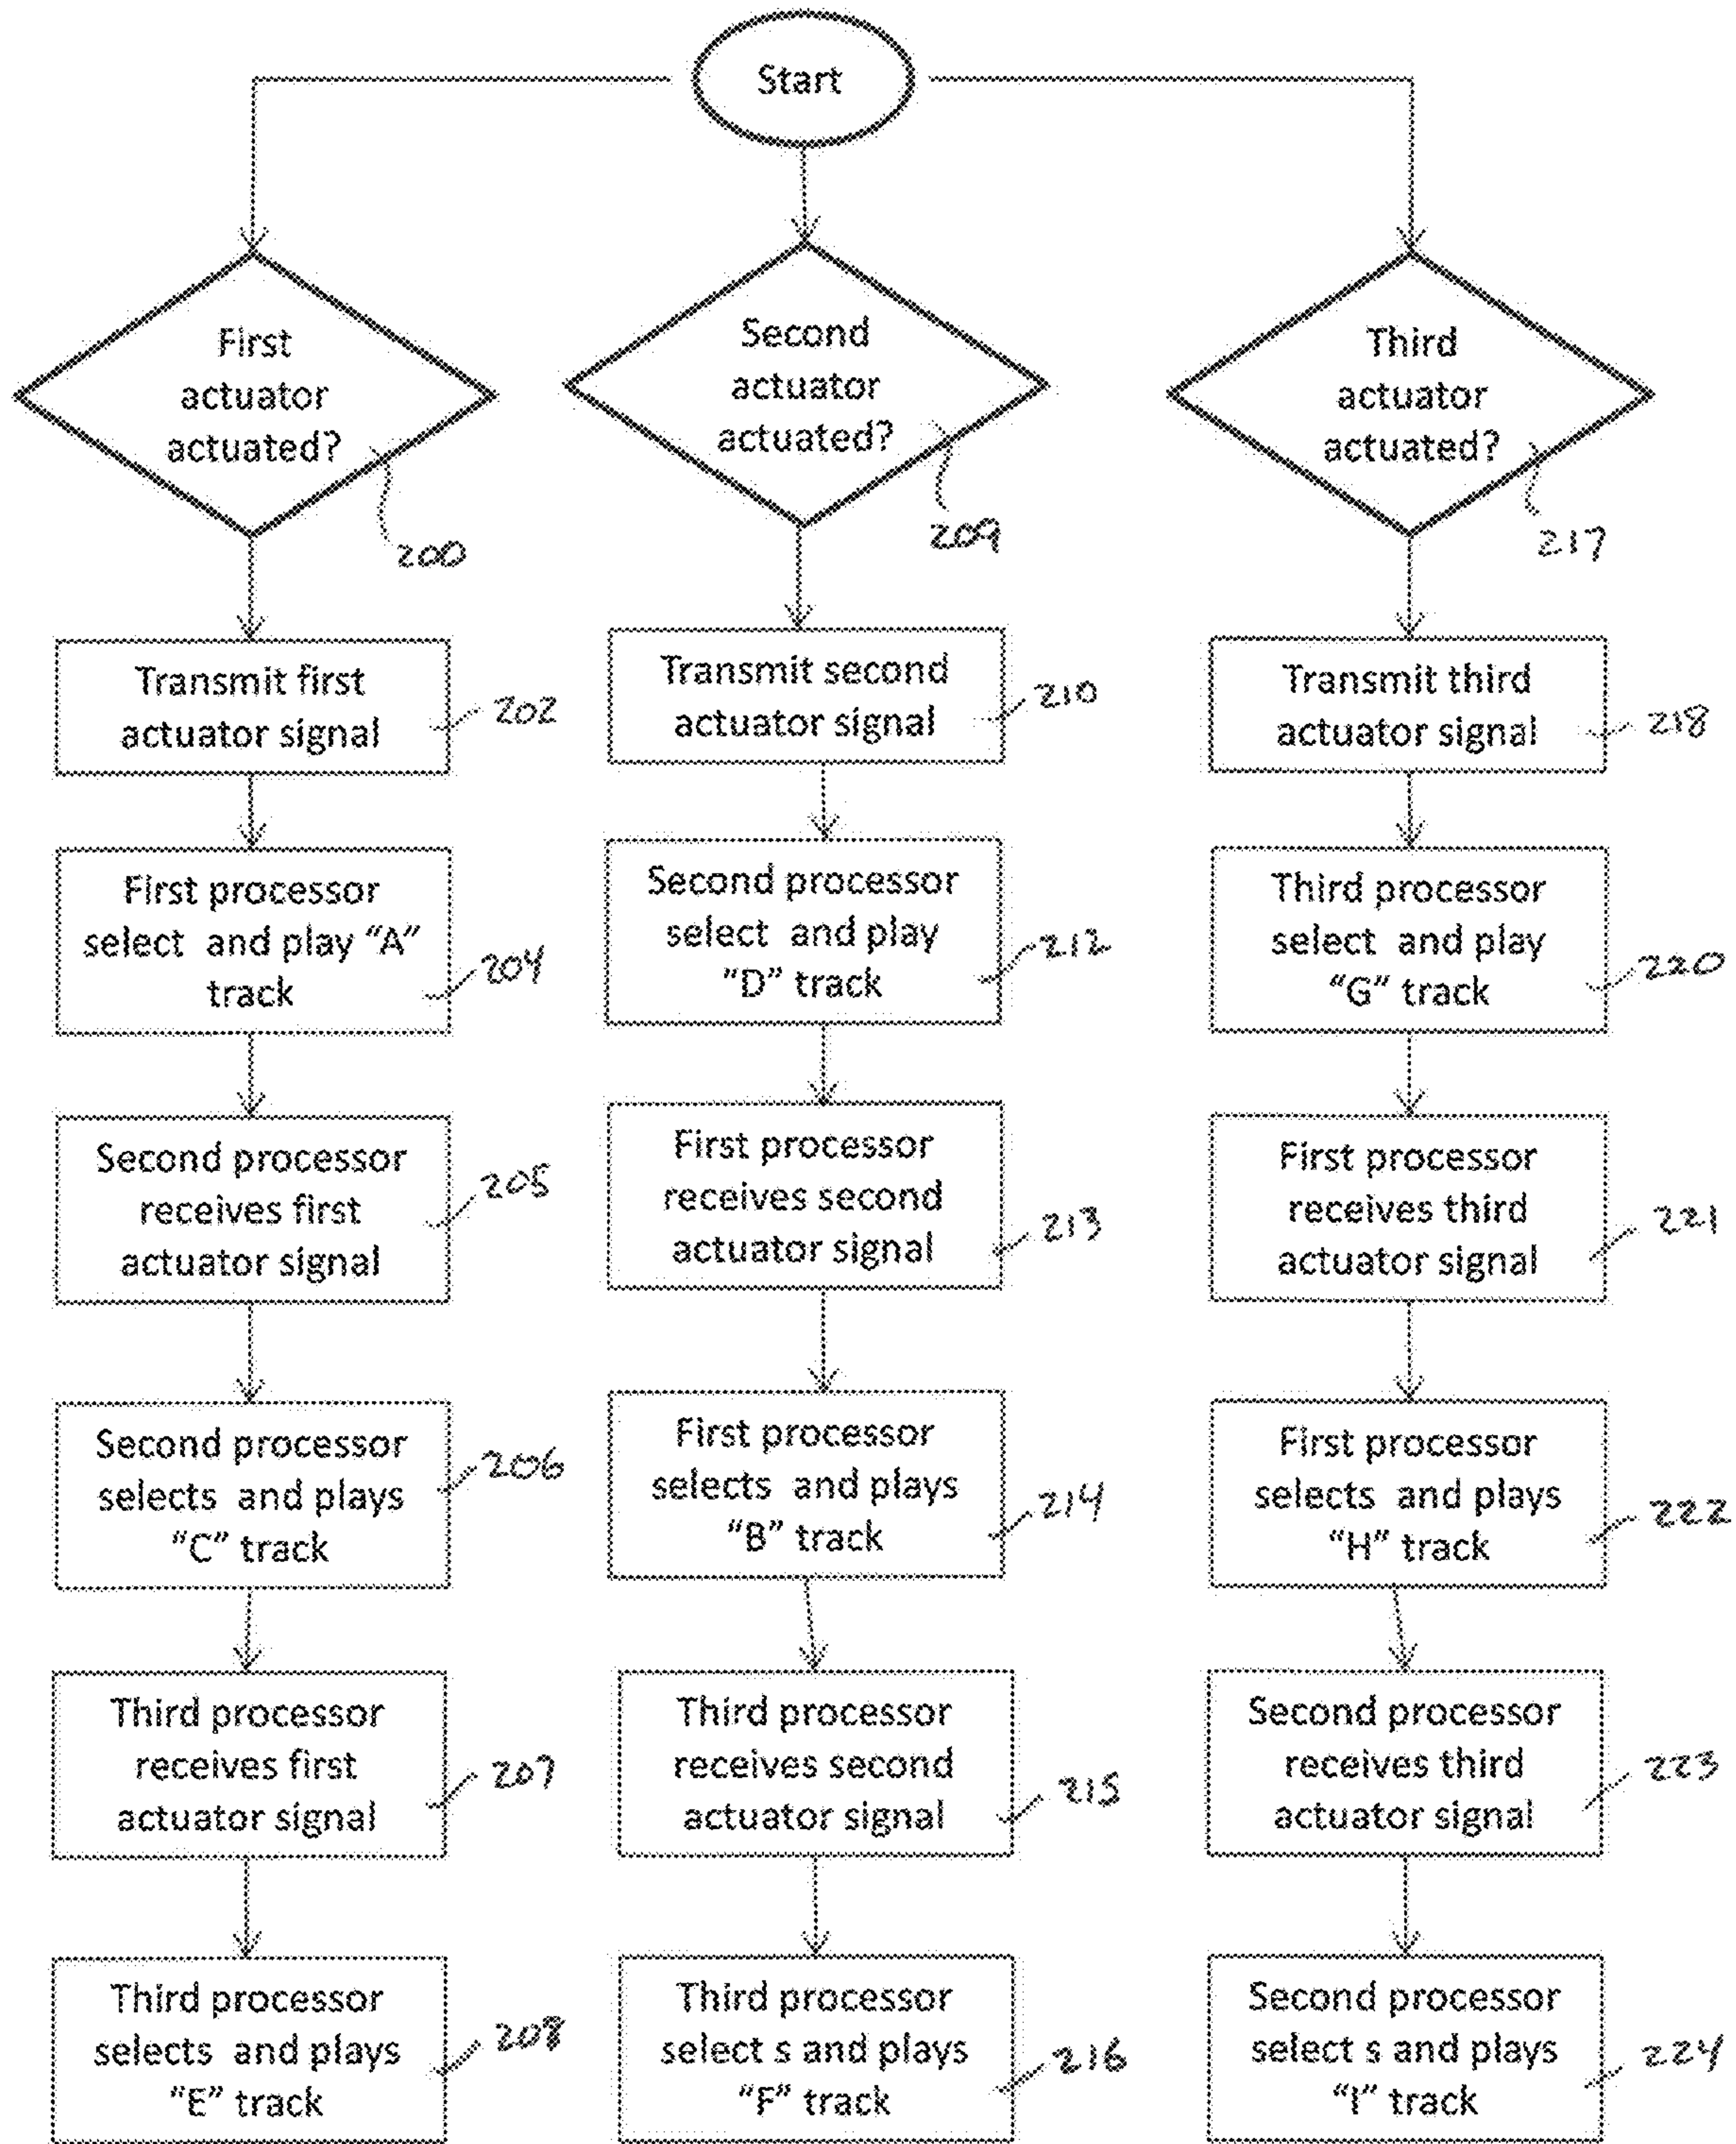 Start
First
actuator
actuated?
200
Transmit first
actuator signal
202
First processor
select and play “A”
track
204
Second processor
receives first
actuator signal
205
Second processor
selects and plays
“C” track
206
Third processor
receives first
actuator signal
207
Third processor
selects and plays
“E” track
208
Second
actuator
actuated?
209
Transmit second
actuator signal
210
Second processor
select and play
“D” track
212
First processor
receives second
actuator signal
213
First processor
selects and plays
“B” track
214
Third processor
receives second
actuator signal
215
Third processor
select s and plays
“F” track
216
Third
actuator
actuated?
217
Transmit third
actuator signal
218
Third processor
select and play
“G” track
220
First processor
receives third
actuator signal
221
First processor
selects and plays
“H” track
222
Second processor
receives third
actuator signal
223
Second processor
select s and plays
“I” track
224